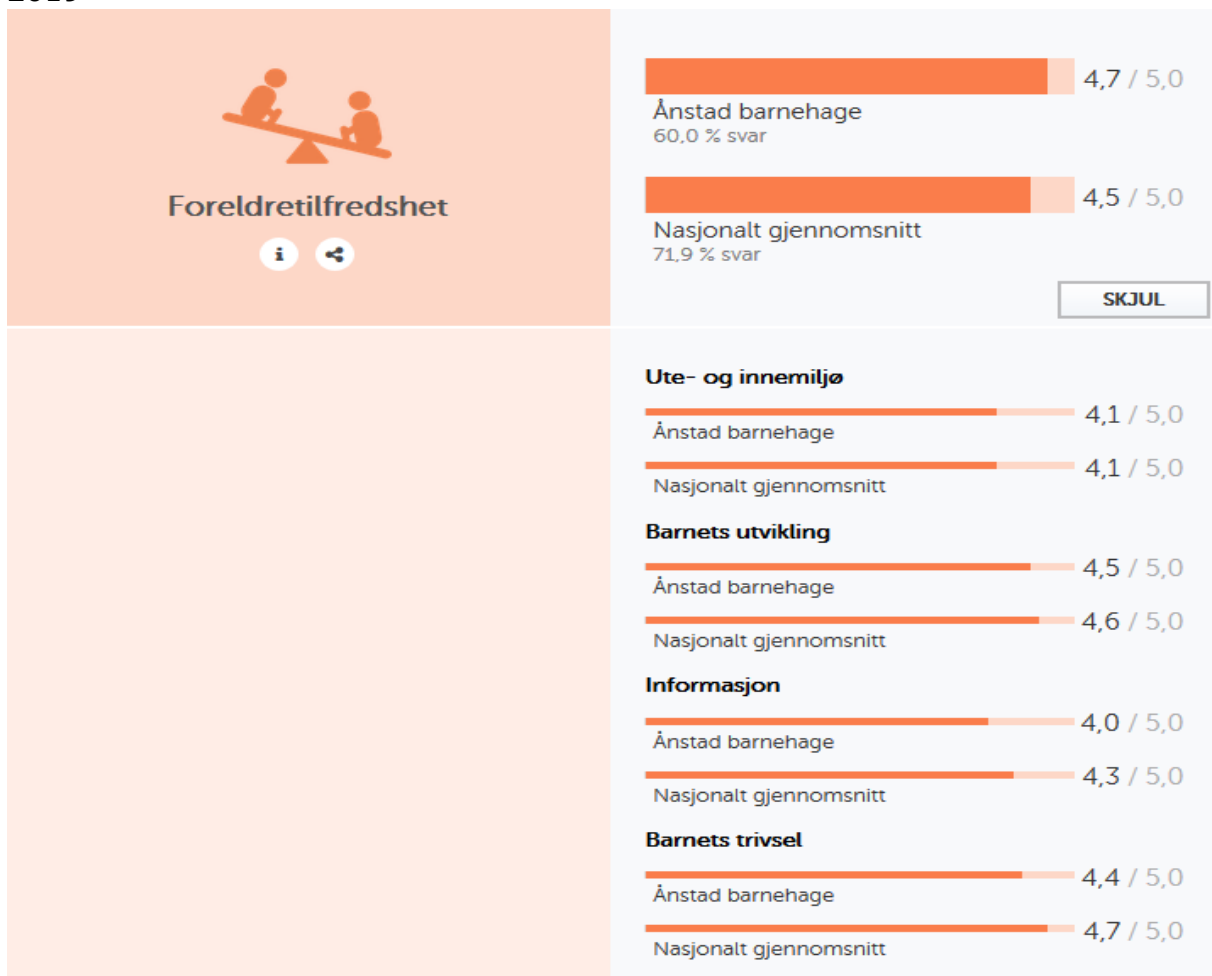 Foreldretilfredshet
i
4,7 / 5,0
Ånstad barnehage
60,0 % svar
4,5 / 5,0
Nasjonalt gjennomsnitt
71,9 % svar
SKJUL
Ute- og innemiljø
4,1 / 5,0
Ånstad barnehage
4,1 / 5,0
Nasjonalt gjennomsnitt
Barnets utvikling
4,5 / 5,0
Ånstad barnehage
4,6 / 5,0
Nasjonalt gjennomsnitt
Informasjon
4,0 / 5,0
Ånstad barnehage
4,3 / 5,0
Nasjonalt gjennomsnitt
Barnets trivsel
4,4 / 5,0
Ånstad barnehage
4,7 / 5,0
Nasjonalt gjennomsnitt